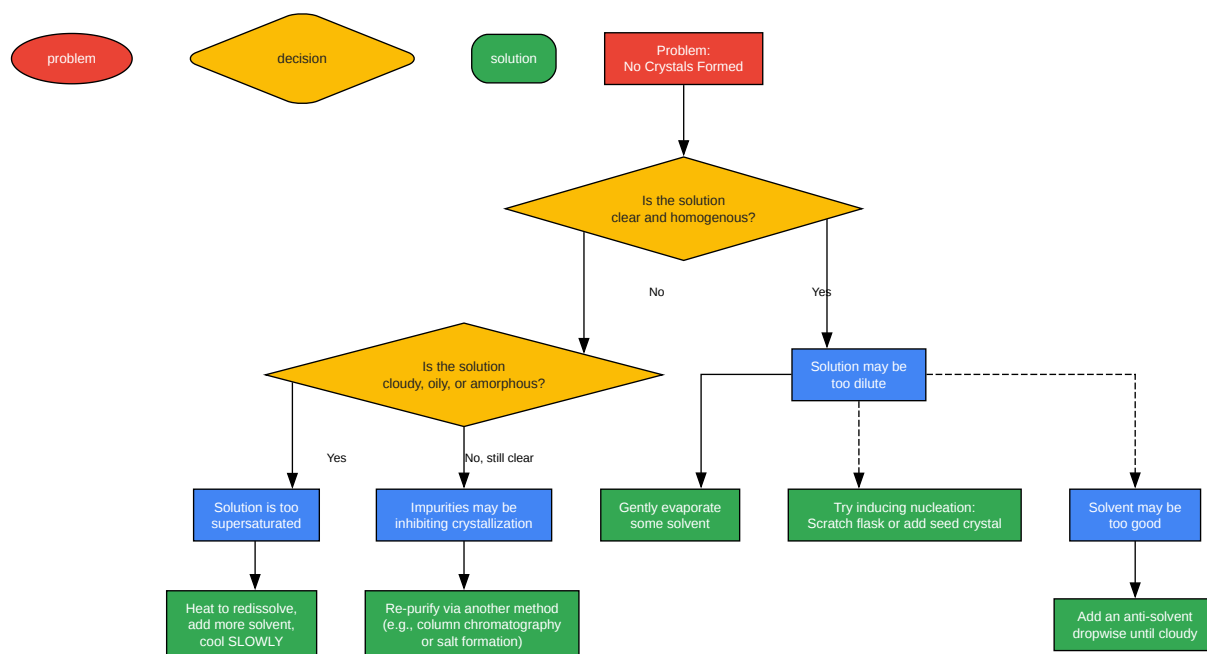 problem
decision
solution
Problem:
No Crystals Formed
Is the solution
clear and homogenous?
No
Yes
Is the solution
cloudy, oily, or amorphous?
Solution may be
too dilute
Yes
No, still clear
Solution is too
supersaturated
Impurities may be
inhibiting crystallization
Gently evaporate
some solvent
Try inducing nucleation:
Scratch flask or add seed crystal
Solvent may be
too good
Heat to redissolve,
add more solvent,
cool SLOWLY
Re-purify via another method
(e.g., column chromatography
or salt formation)
Add an anti-solvent
dropwise until cloudy